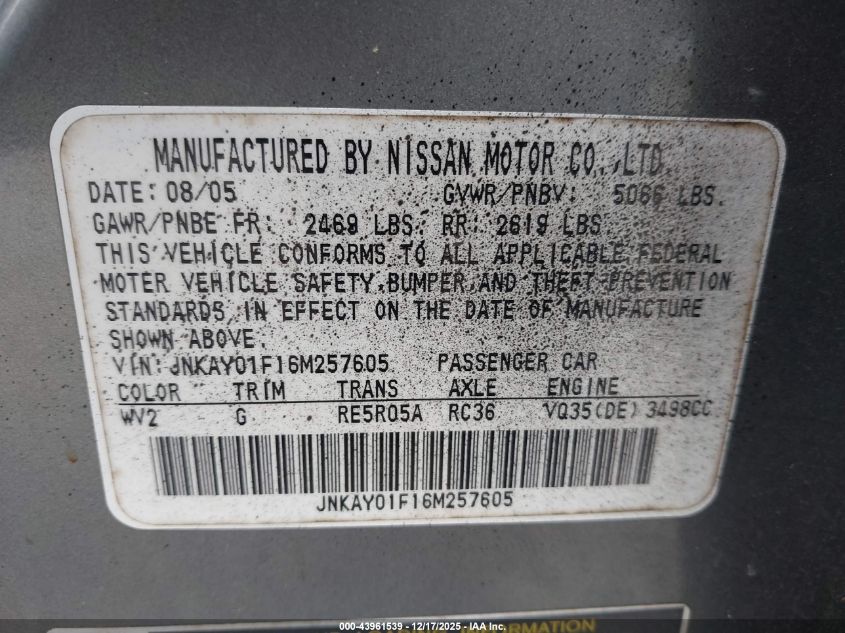 MANUFACTURED BY NISSAN MOTOR CO., LTD.
DATE: 08/05 GVWR/PNBV: 5066 LBS.
GAWR/PNBE FR: 2469 LBS. RR: 2619 LBS
THIS VEHICLE CONFORMS TO ALL APPLICABLE FEDERAL
MOTER VEHICLE SAFETY, BUMPER, AND THEFT PREVENTION
STANDARDS IN EFFECT ON THE DATE OF MANUFACTURE
SHOWN ABOVE.
VIN: JNKAY01F16M257605 PASSENGER CAR
COLOR TRIM TRANS AXLE ENGINE
WV2 G RE5R05A RC36 VQ35(DE) 3498CC
JNKAY01F16M257605
INFORMATION
000-43961539 - 12/17/2025 - IAA Inc.